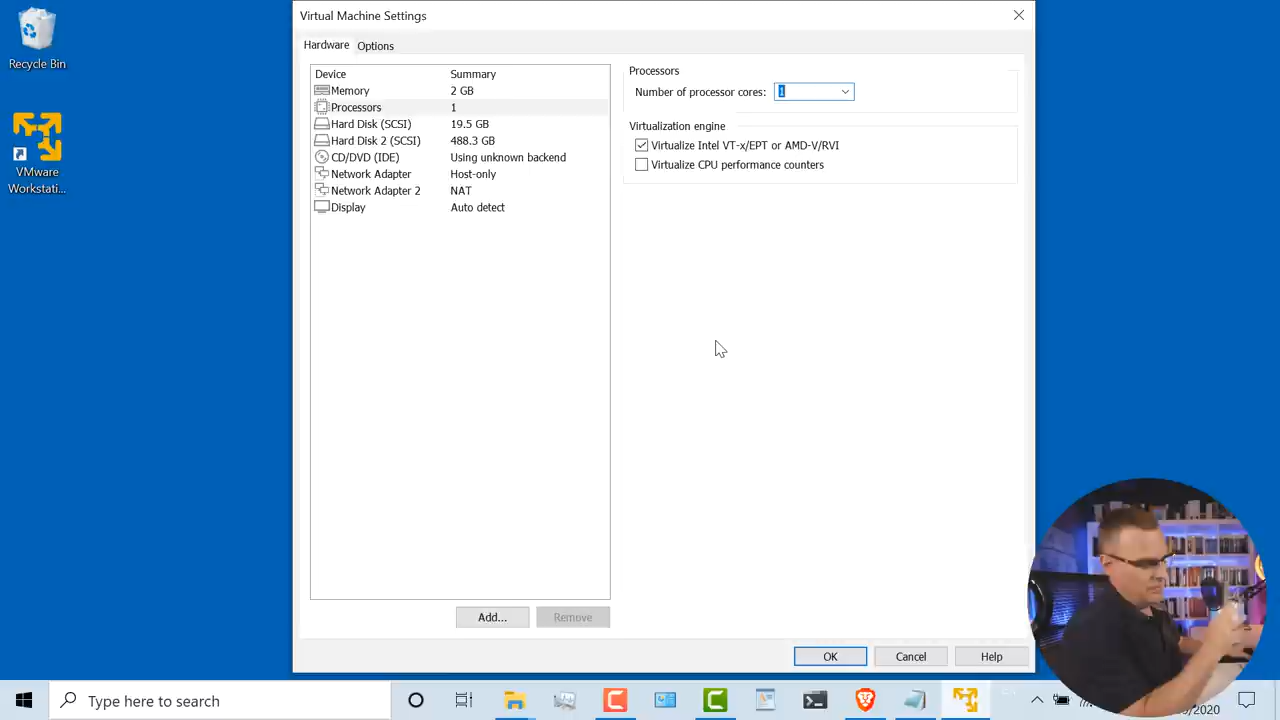 Recycle Bin
VMware
Workstati...
Virtual Machine Settings
Hardware Options
Device Summary
Memory 2 GB
Processors 1
Hard Disk (SCSI) 19.5 GB
Hard Disk 2 (SCSI) 488.3 GB
CD/DVD (IDE) Using unknown backend
Network Adapter Host-only
Network Adapter 2 NAT
Display Auto detect
Add... Remove
Processors
Number of processor cores: 1
Virtualization engine
Virtualize Intel VT-x/EPT or AMD-V/RVI
Virtualize CPU performance counters
OK Cancel Help
Type here to search
/2020